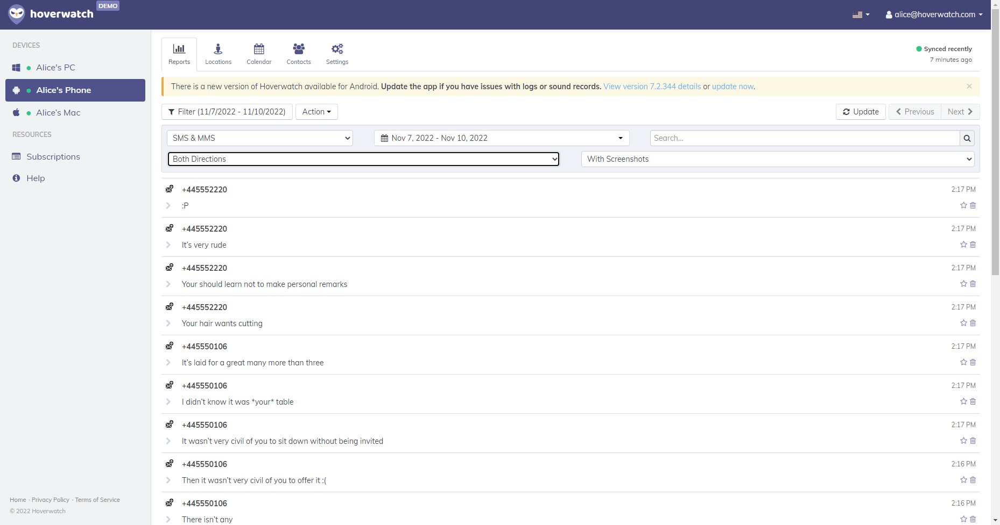 hoverwatch DEMO
alice@hoverwatch.com
DEVICES
Alice's PC
Alice's Phone
Alice's Mac
RESOURCES
Subscriptions
Help
Home · Privacy Policy · Terms of Service
© 2022 Hoverwatch
Reports Locations Calendar Contacts Settings
Synced recently
7 minutes ago
There is a new version of Hoverwatch available for Android. Update the app if you have issues with logs or sound records. View version 7.2.344 details or update now.
Filter (11/7/2022 - 11/10/2022) Action Update Previous Next
SMS & MMS Nov 7, 2022 - Nov 10, 2022 Search...
Both Directions With Screenshots
+445552220 2:17 PM
:P
+445552220 2:17 PM
It's very rude
+445552220 2:17 PM
Your should learn not to make personal remarks
+445552220 2:17 PM
Your hair wants cutting
+445550106 2:17 PM
It's laid for a great many more than three
+445550106 2:17 PM
I didn't know it was *your* table
+445550106 2:17 PM
It wasn't very civil of you to sit down without being invited
+445550106 2:16 PM
Then it wasn't very civil of you to offer it :(
+445550106 2:16 PM
There isn't any